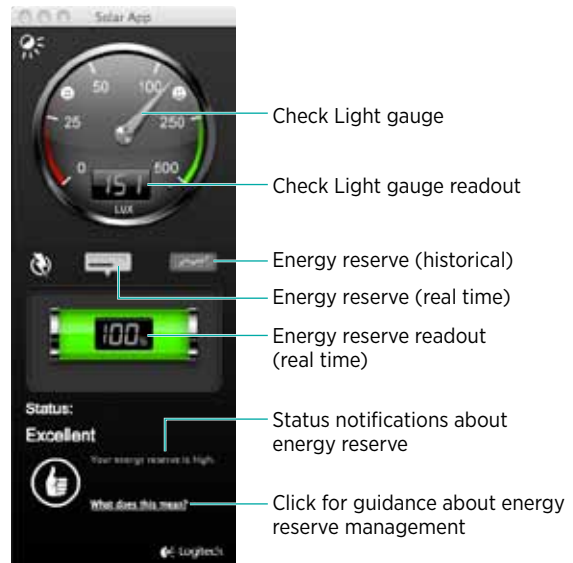 Solar App
50
100
25
250
0
500
151
LUX
Check Light gauge
Check Light gauge readout
Energy reserve (historical)
Energy reserve (real time)
100%
Energy reserve readout
(real time)
Status:
Excellent
Your energy reserve is high.
Status notifications about
energy reserve
What does this mean?
Click for guidance about energy
reserve management
Logitech